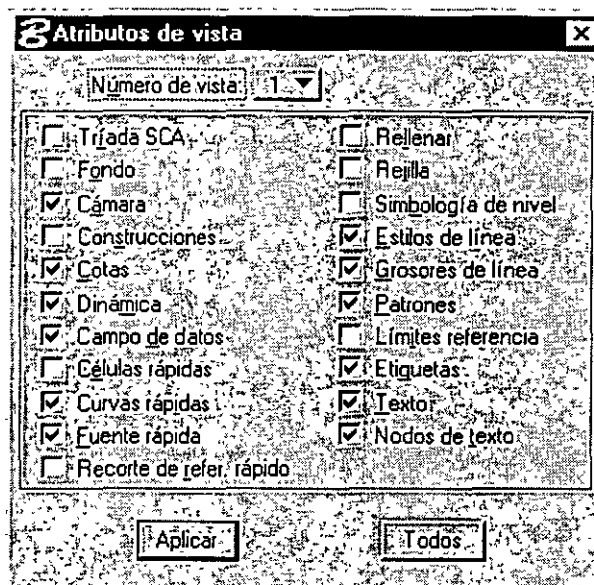 Atributos de vista
Número de vista: 1
Tríada SCA
Fondo
Cámara
Construcciones
Cotas
Dinámica
Campo de datos
Células rápidas
Curvas rápidas
Fuente rápida
Recorte de refer. rápido
Rellenar
Rejilla
Simbología de nivel
Estilos de línea
Grosores de línea
Patrones
Límites referencia
Etiquetas
Texto
Nodos de texto
Aplicar
Todos